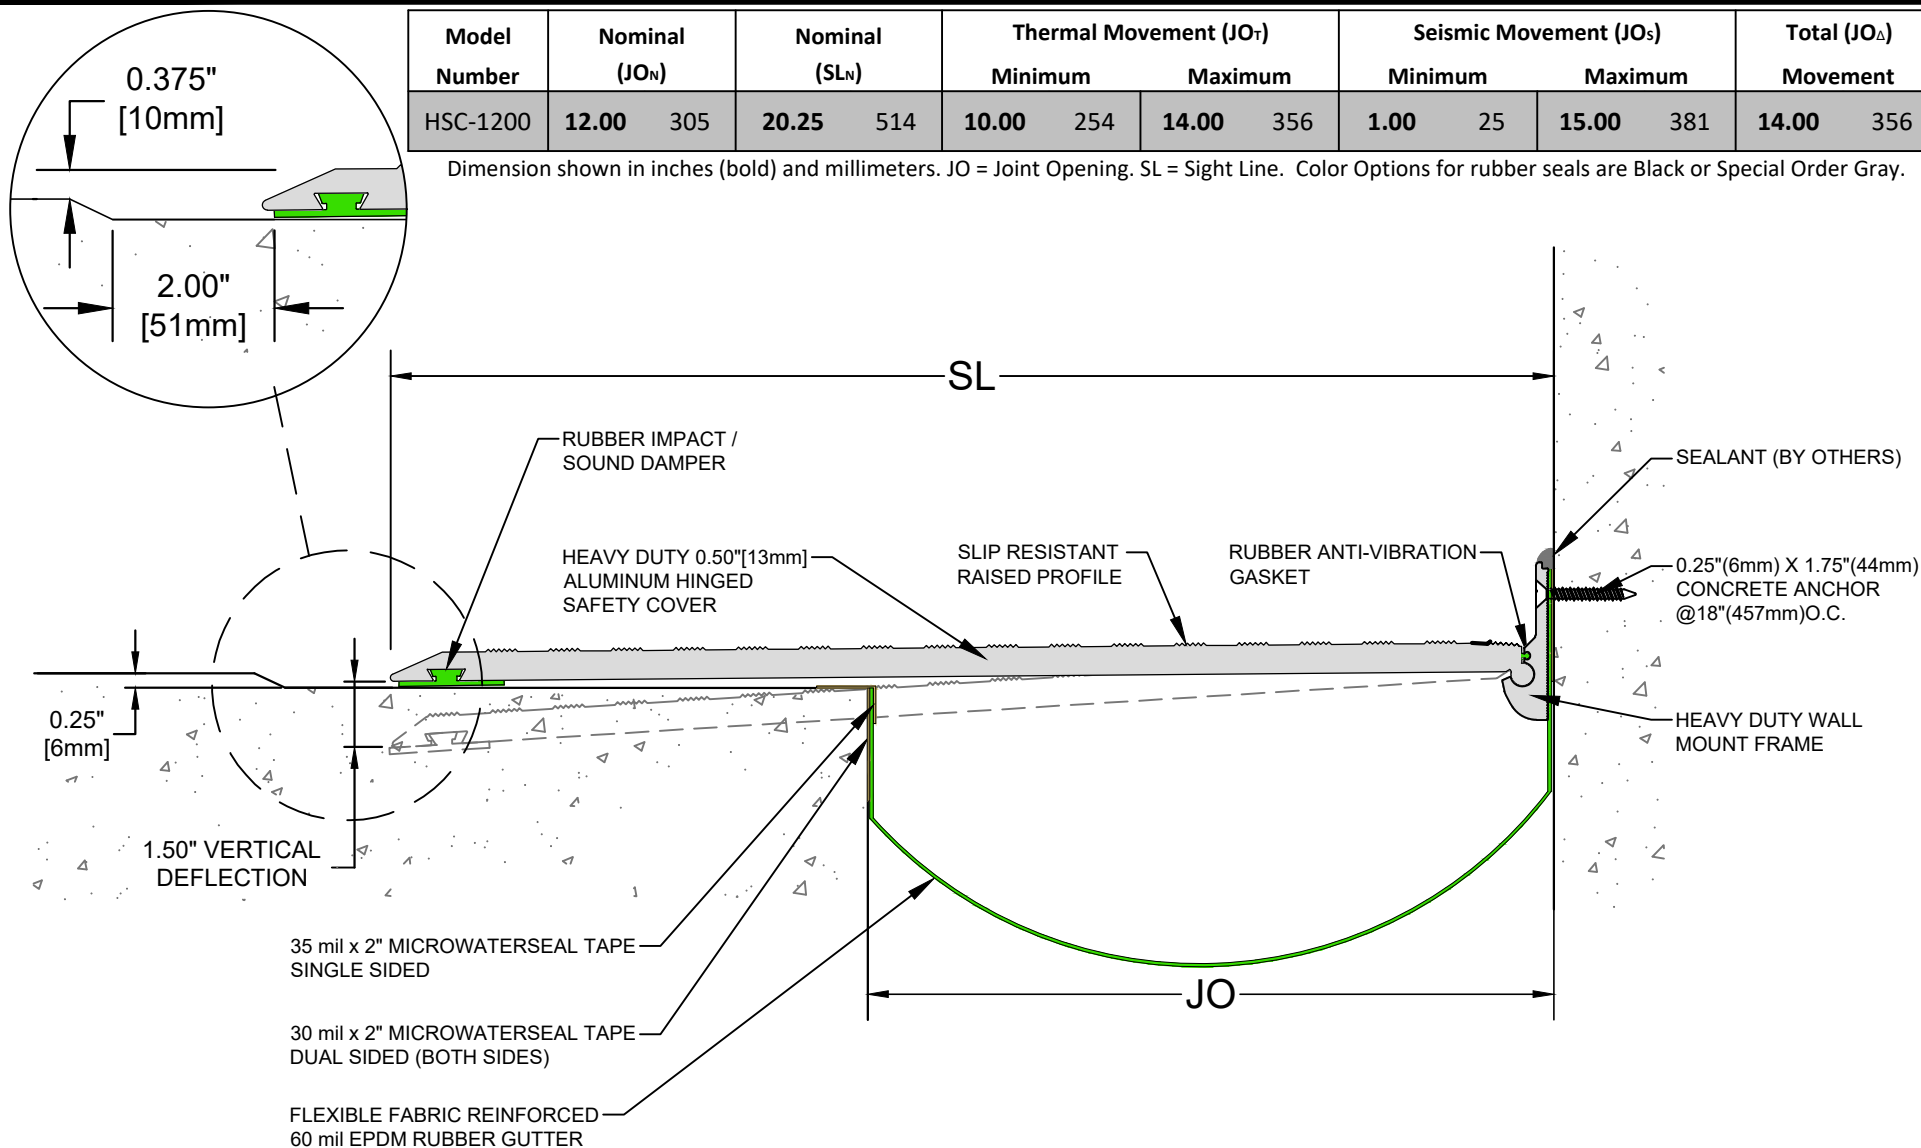 Model Number
Nominal (JON)
Nominal (SLN)
Thermal Movement (JOT)
Minimum Maximum
Seismic Movement (JOS)
Minimum Maximum
Total (JOΔ) Movement
HSC-1200 12.00 305 20.25 514 10.00 254 14.00 356 1.00 25 15.00 381 14.00 356
Dimension shown in inches (bold) and millimeters. JO = Joint Opening. SL = Sight Line. Color Options for rubber seals are Black or Special Order Gray.
0.375"
[10mm]
2.00"
[51mm]
SL
RUBBER IMPACT /
SOUND DAMPER
SEALANT (BY OTHERS)
HEAVY DUTY 0.50"[13mm]
ALUMINUM HINGED
SAFETY COVER
SLIP RESISTANT
RAISED PROFILE
RUBBER ANTI-VIBRATION
GASKET
0.25"(6mm) X 1.75"(44mm)
CONCRETE ANCHOR
@18"(457mm)O.C.
0.25"
[6mm]
HEAVY DUTY WALL
MOUNT FRAME
1.50" VERTICAL
DEFLECTION
35 mil x 2" MICROWATERSEAL TAPE
SINGLE SIDED
JO
30 mil x 2" MICROWATERSEAL TAPE
DUAL SIDED (BOTH SIDES)
FLEXIBLE FABRIC REINFORCED
60 mil EPDM RUBBER GUTTER